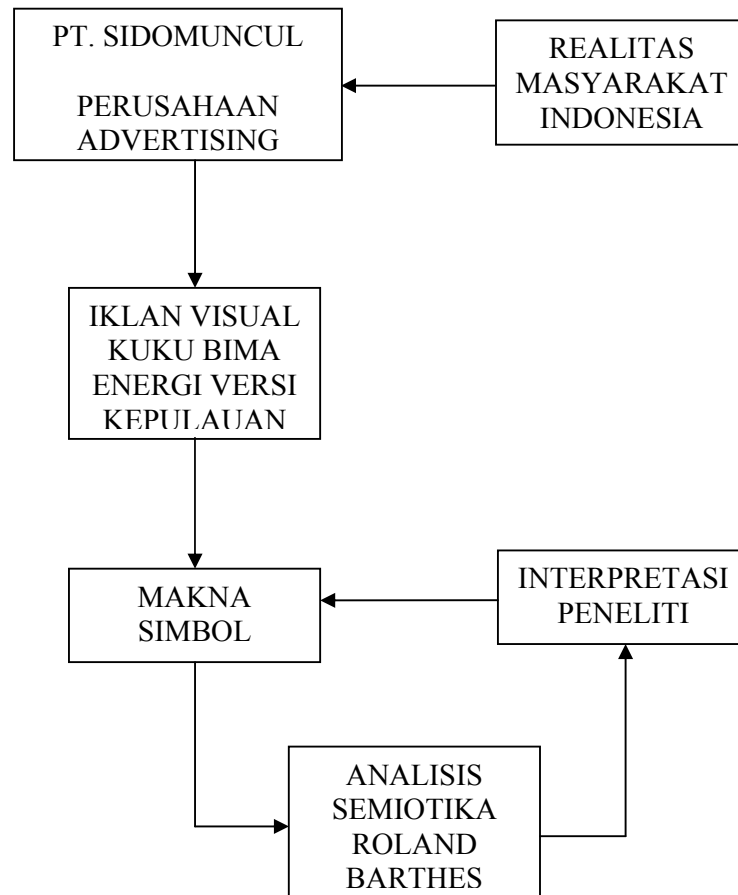 PT. SIDOMUNCUL
PERUSAHAAN
ADVERTISING
REALITAS
MASYARAKAT
INDONESIA
IKLAN VISUAL
KUKU BIMA
ENERGI VERSI
KEPULAUAN
MAKNA
SIMBOL
INTERPRETASI
PENELITI
ANALISIS
SEMIOTIKA
ROLAND
BARTHES